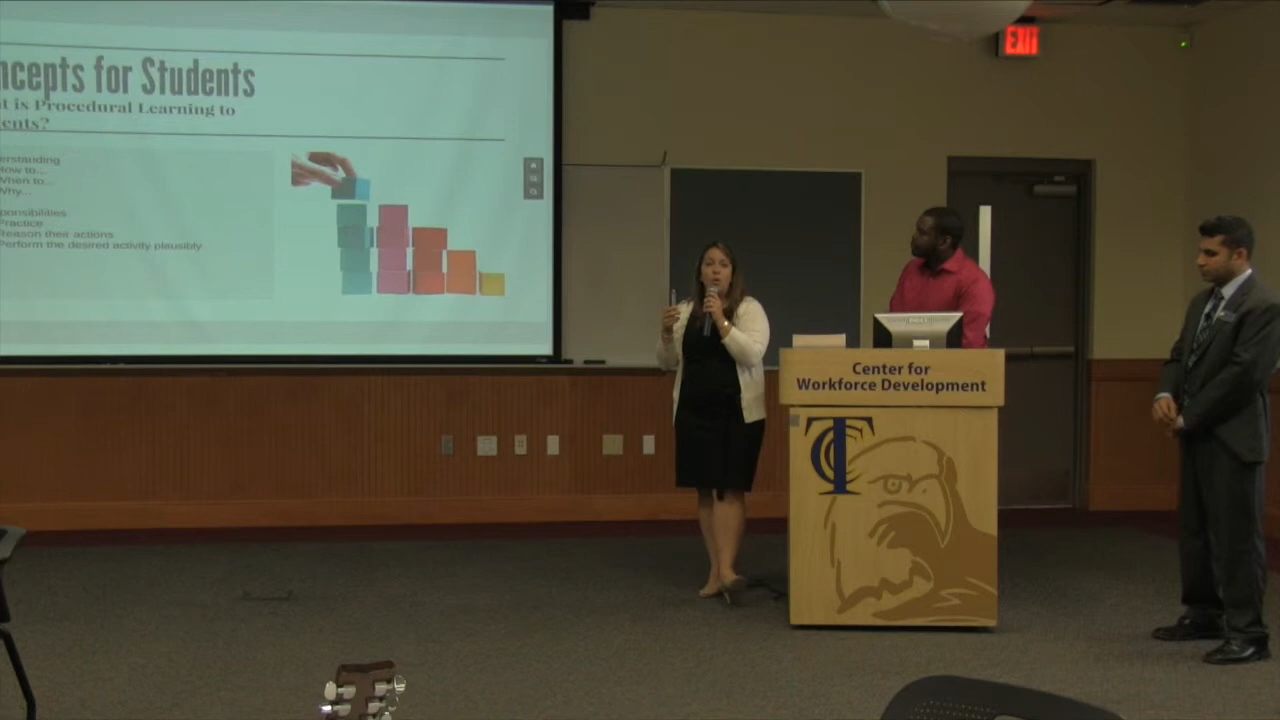 ncepts for Students
t is Procedural Learning to
ents?
erstanding
How to...
When to...
Why...
ponsibilities
Practice
Reason their actions
Perform the desired activity plausibly
EXIT
Center for
Workforce Development
TCC